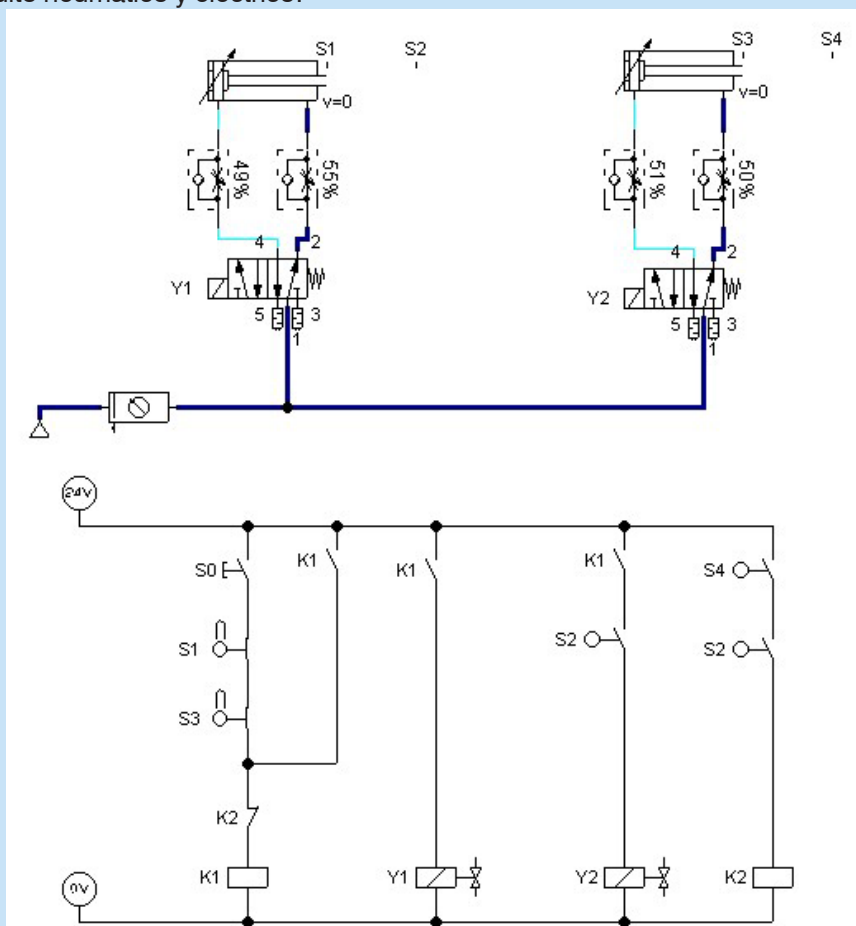 neumático y eléctrico.
S1 S2 S3 S4
v=0 v=0
49% 55% 51% 50%
4 2 4 2
Y1 Y2
5 3 5 3
1 1
24V
S0 K1 K1 K1 S4
S1 S2 S2
S3
K2
K1 Y1 Y2 K2
0V